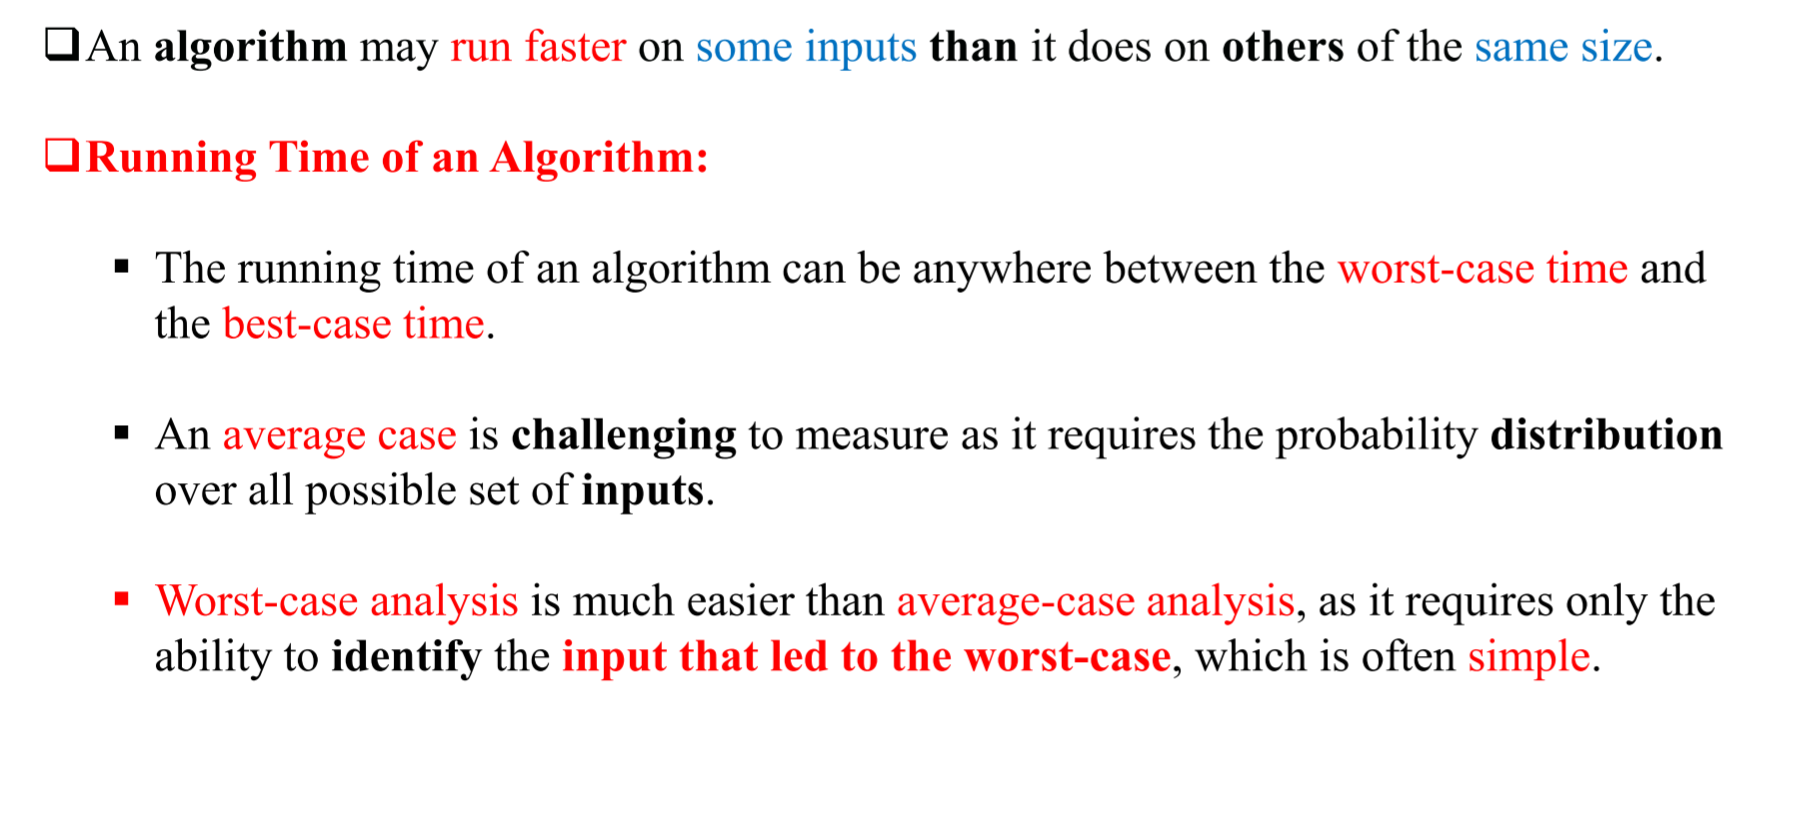 ❑An algorithm may run faster on some inputs than it does on others of the same size.
❑Running Time of an Algorithm:
▪ The running time of an algorithm can be anywhere between the worst-case time and
the best-case time.
▪ An average case is challenging to measure as it requires the probability distribution
over all possible set of inputs.
▪ Worst-case analysis is much easier than average-case analysis, as it requires only the
ability to identify the input that led to the worst-case, which is often simple.